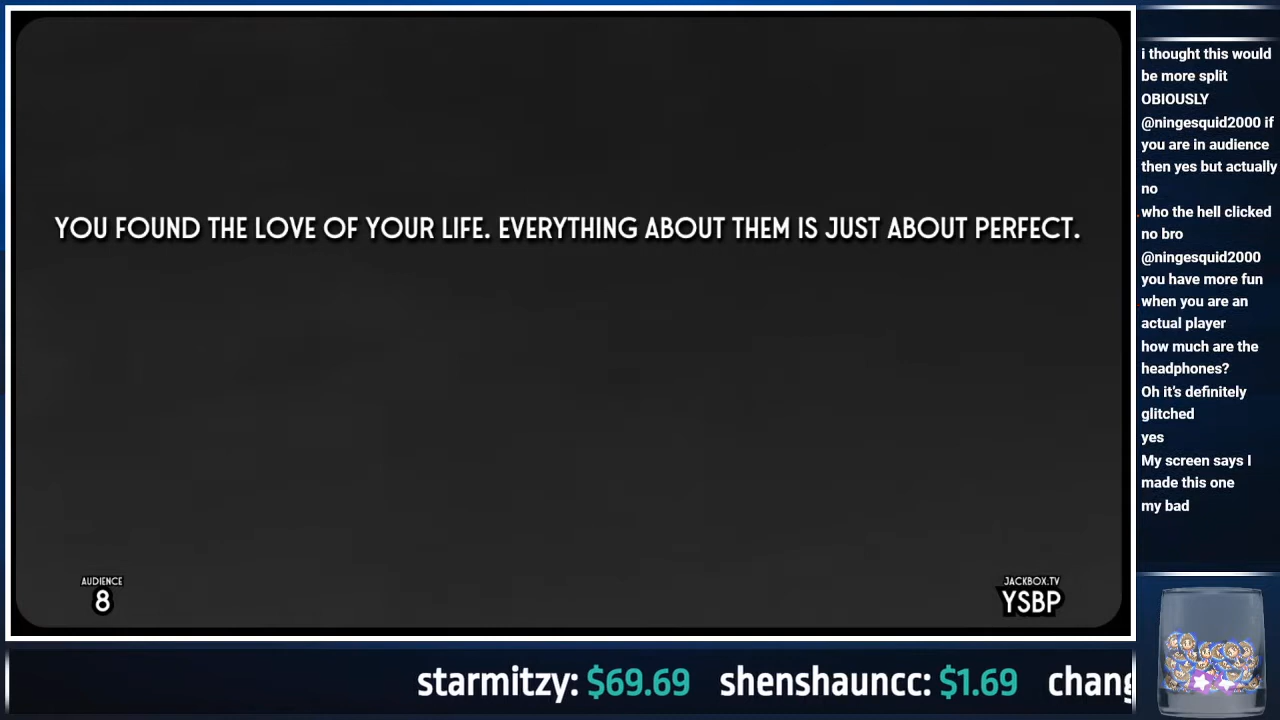 YOU FOUND THE LOVE OF YOUR LIFE. EVERYTHING ABOUT THEM IS JUST ABOUT PERFECT.
AUDIENCE
8
JACKBOX.TV
YSBP
i thought this would
be more split
OBIOUSLY
@ningesquid2000 if
you are in audience
then yes but actually
no
who the hell clicked
no bro
@ningesquid2000
you have more fun
when you are an
actual player
how much are the
headphones?
Oh it's definitely
glitched
yes
My screen says I
made this one
my bad
starmitzy: $69.69 shenshauncc: $1.69 chang